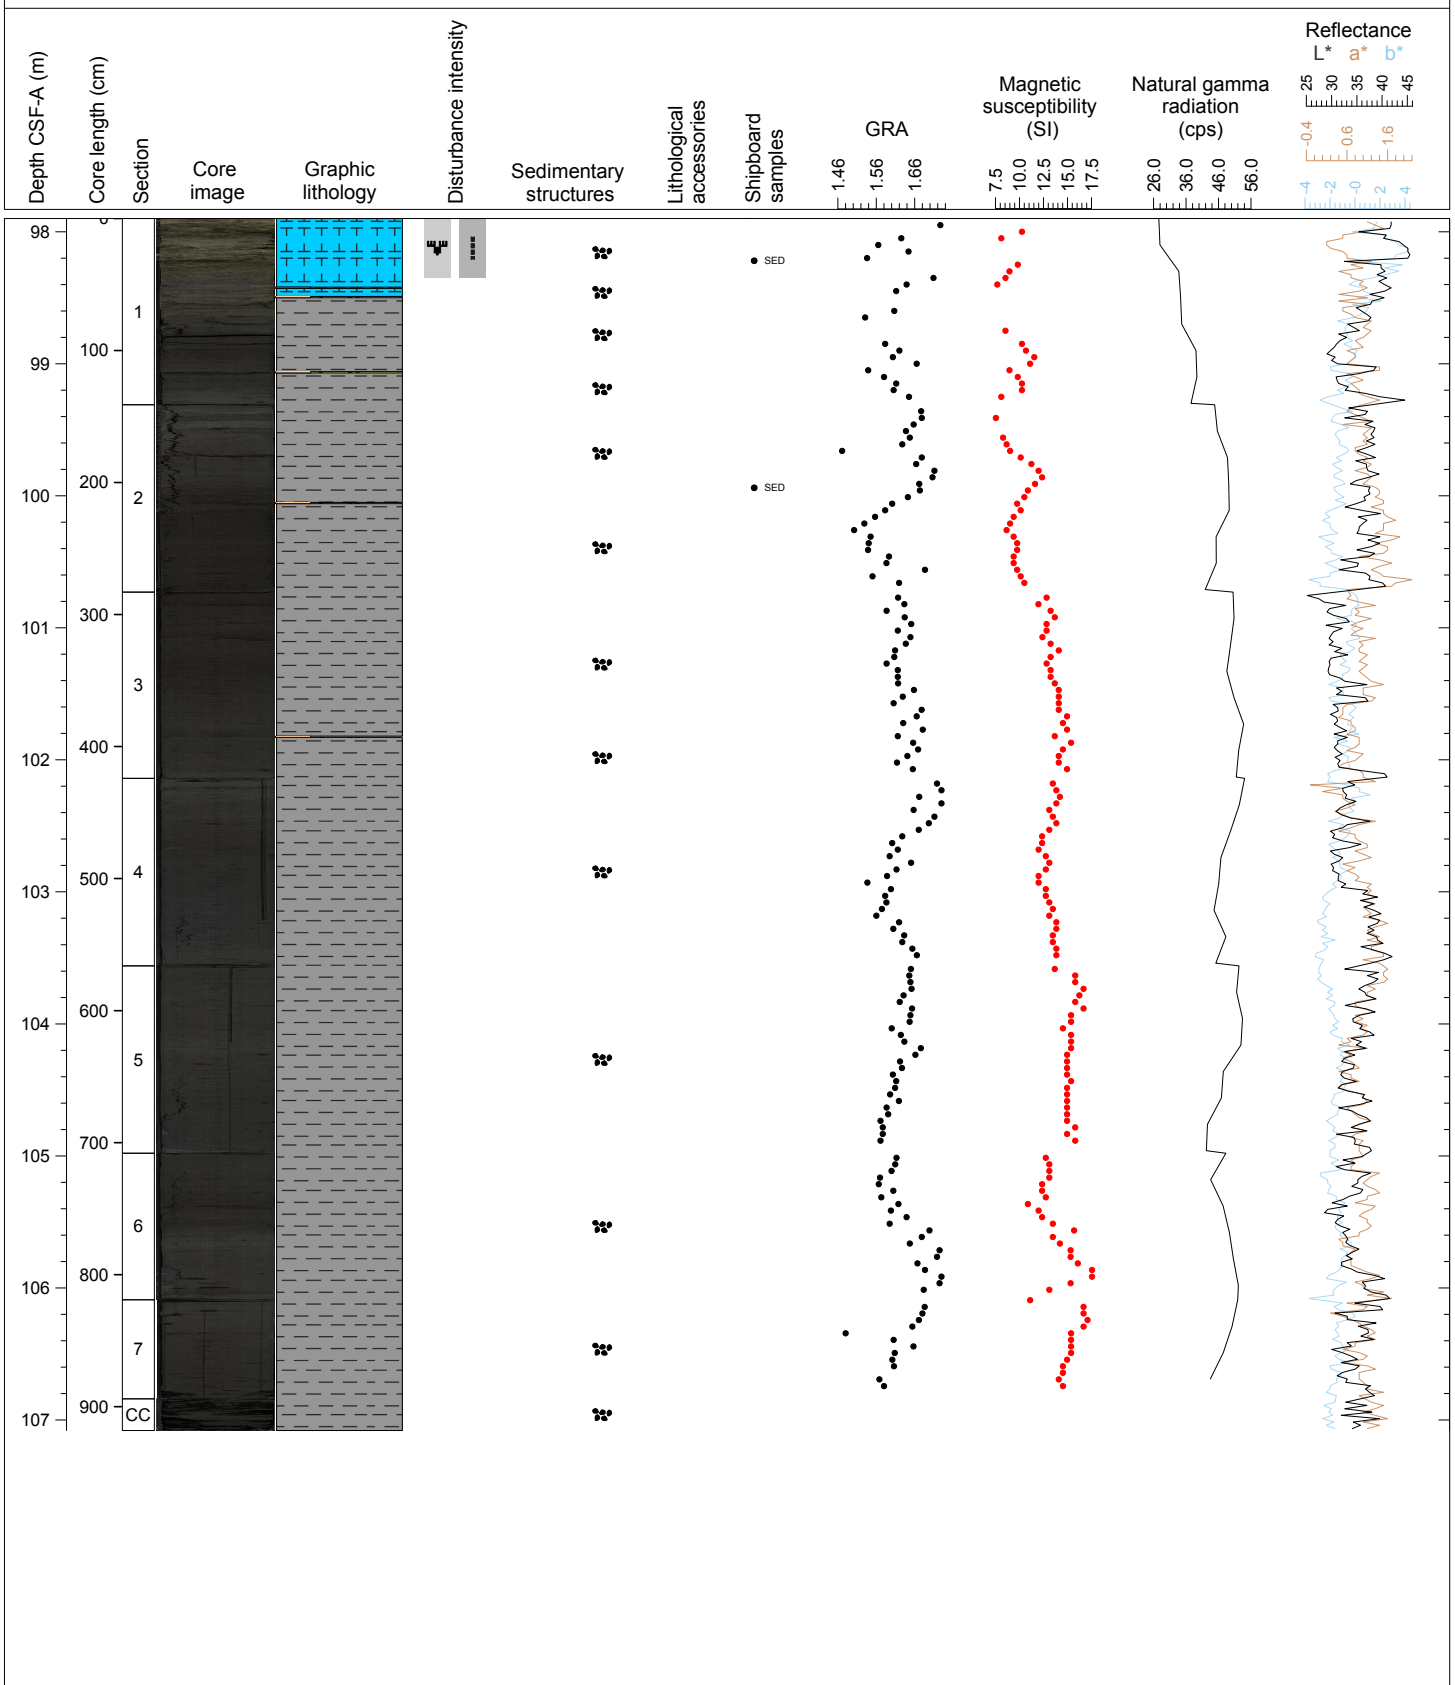 Depth CSF-A (m)
Core length (cm)
Section
Core
image
Graphic
lithology
Disturbance intensity
Sedimentary
structures
Lithological
accessories
Shipboard
samples
GRA
1.46
1.56
1.66
Magnetic
susceptibility
(SI)
7.5
10.0
12.5
15.0
17.5
Natural gamma
radiation
(cps)
26.0
36.0
46.0
56.0
Reflectance
L* a* b*
25
30
35
40
45
-0.4
0.6
1.6
-4
-2
-0
2
4
98
99
100
101
102
103
104
105
106
107
0
100
200
300
400
500
600
700
800
900
1
2
3
4
5
6
7
CC
SED
SED